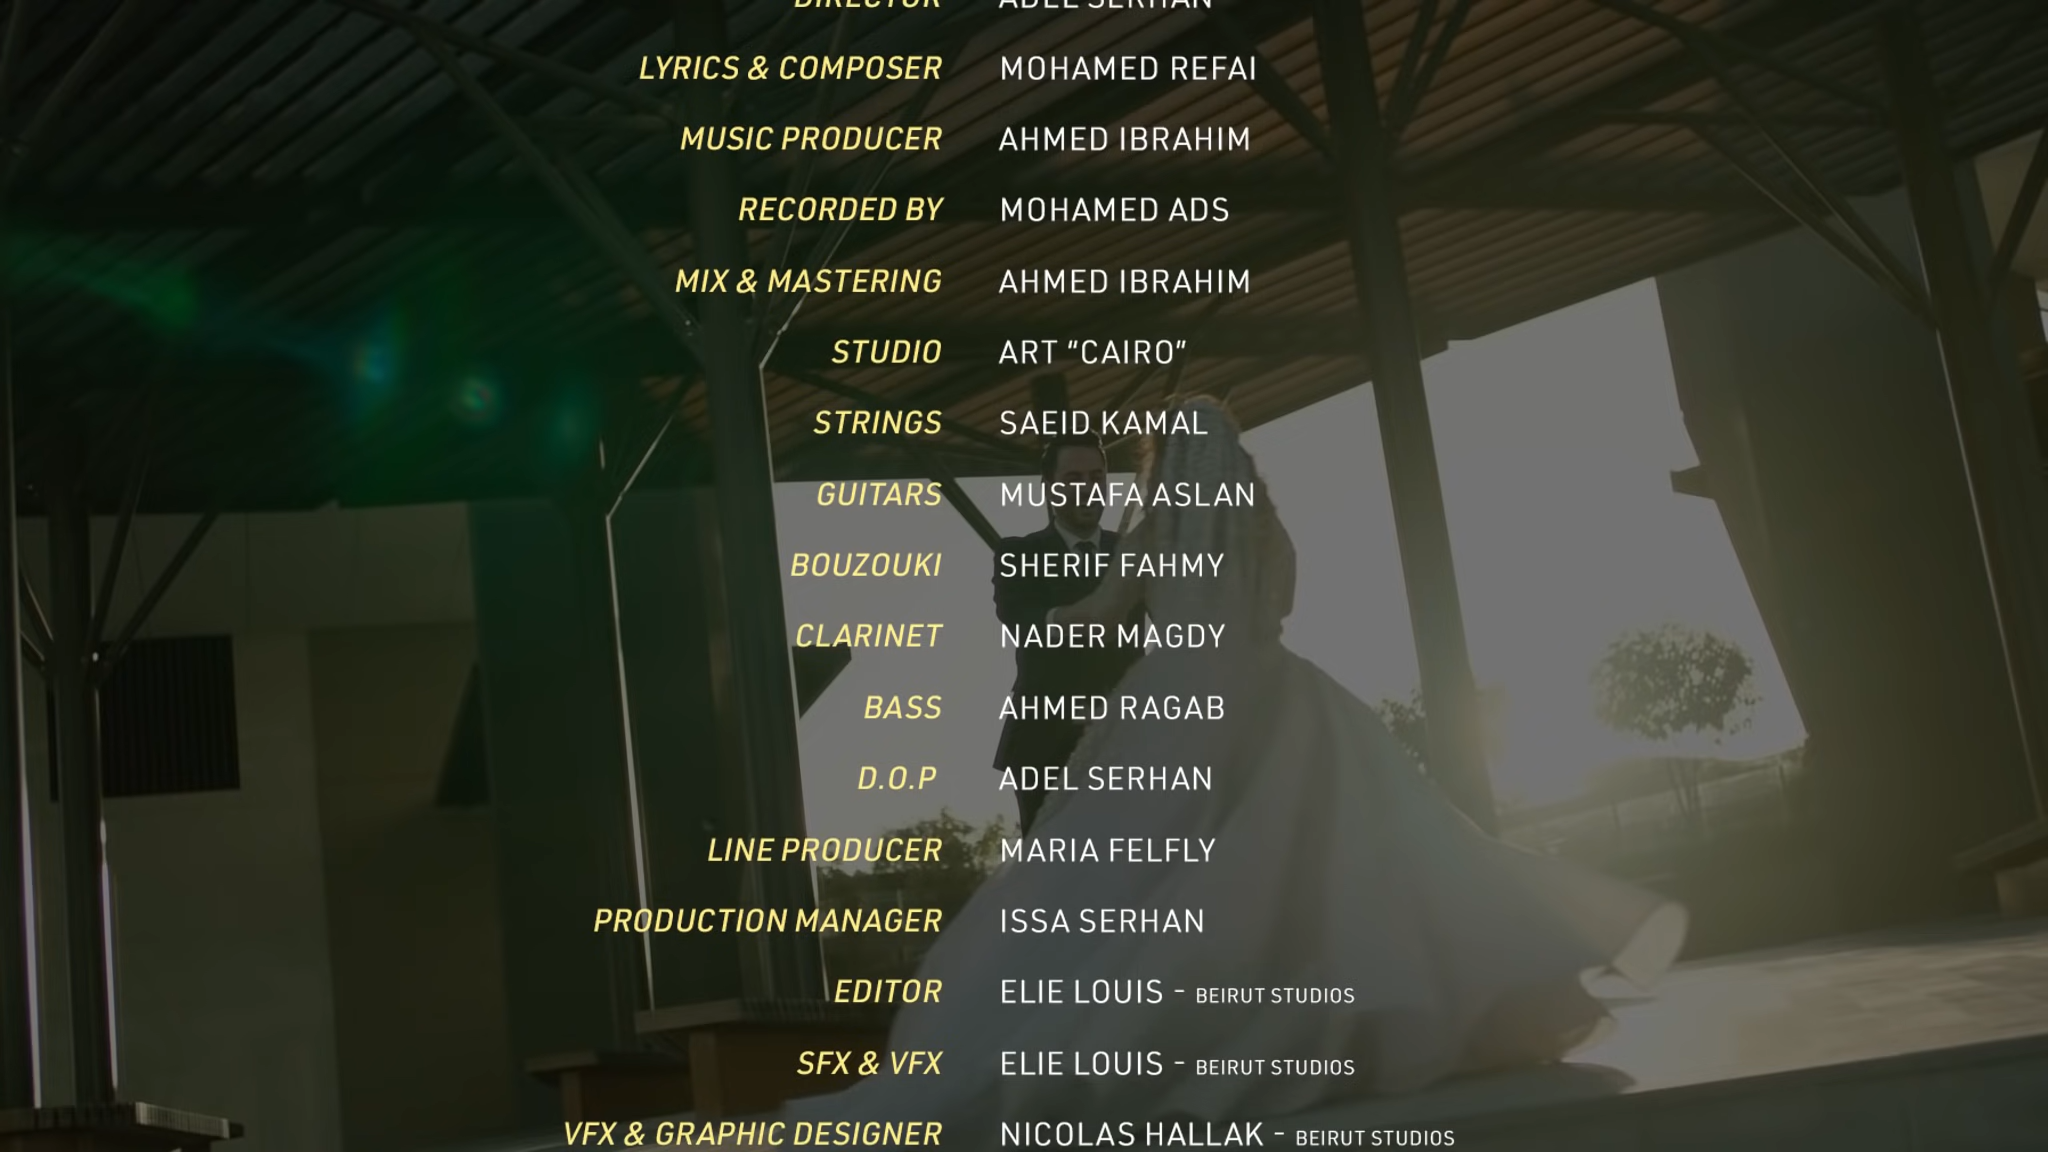 DIRECTOR ADEL SERHAN
LYRICS & COMPOSER MOHAMED REFAI
MUSIC PRODUCER AHMED IBRAHIM
RECORDED BY MOHAMED ADS
MIX & MASTERING AHMED IBRAHIM
STUDIO ART "CAIRO"
STRINGS SAEID KAMAL
GUITARS MUSTAFA ASLAN
BOUZOUKI SHERIF FAHMY
CLARINET NADER MAGDY
BASS AHMED RAGAB
D.O.P ADEL SERHAN
LINE PRODUCER MARIA FELFLY
PRODUCTION MANAGER ISSA SERHAN
EDITOR ELIE LOUIS - BEIRUT STUDIOS
SFX & VFX ELIE LOUIS - BEIRUT STUDIOS
VFX & GRAPHIC DESIGNER NICOLAS HALLAK - BEIRUT STUDIOS